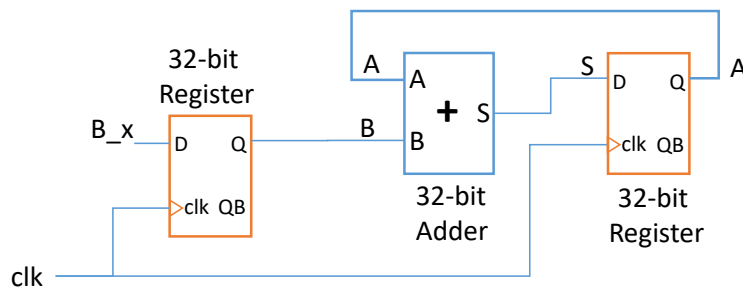 32-bit
Register
B_x
D
Q
clk
QB
B
A
A
B
+
S
32-bit
Adder
S
D
Q
clk
QB
A
32-bit
Register
clk